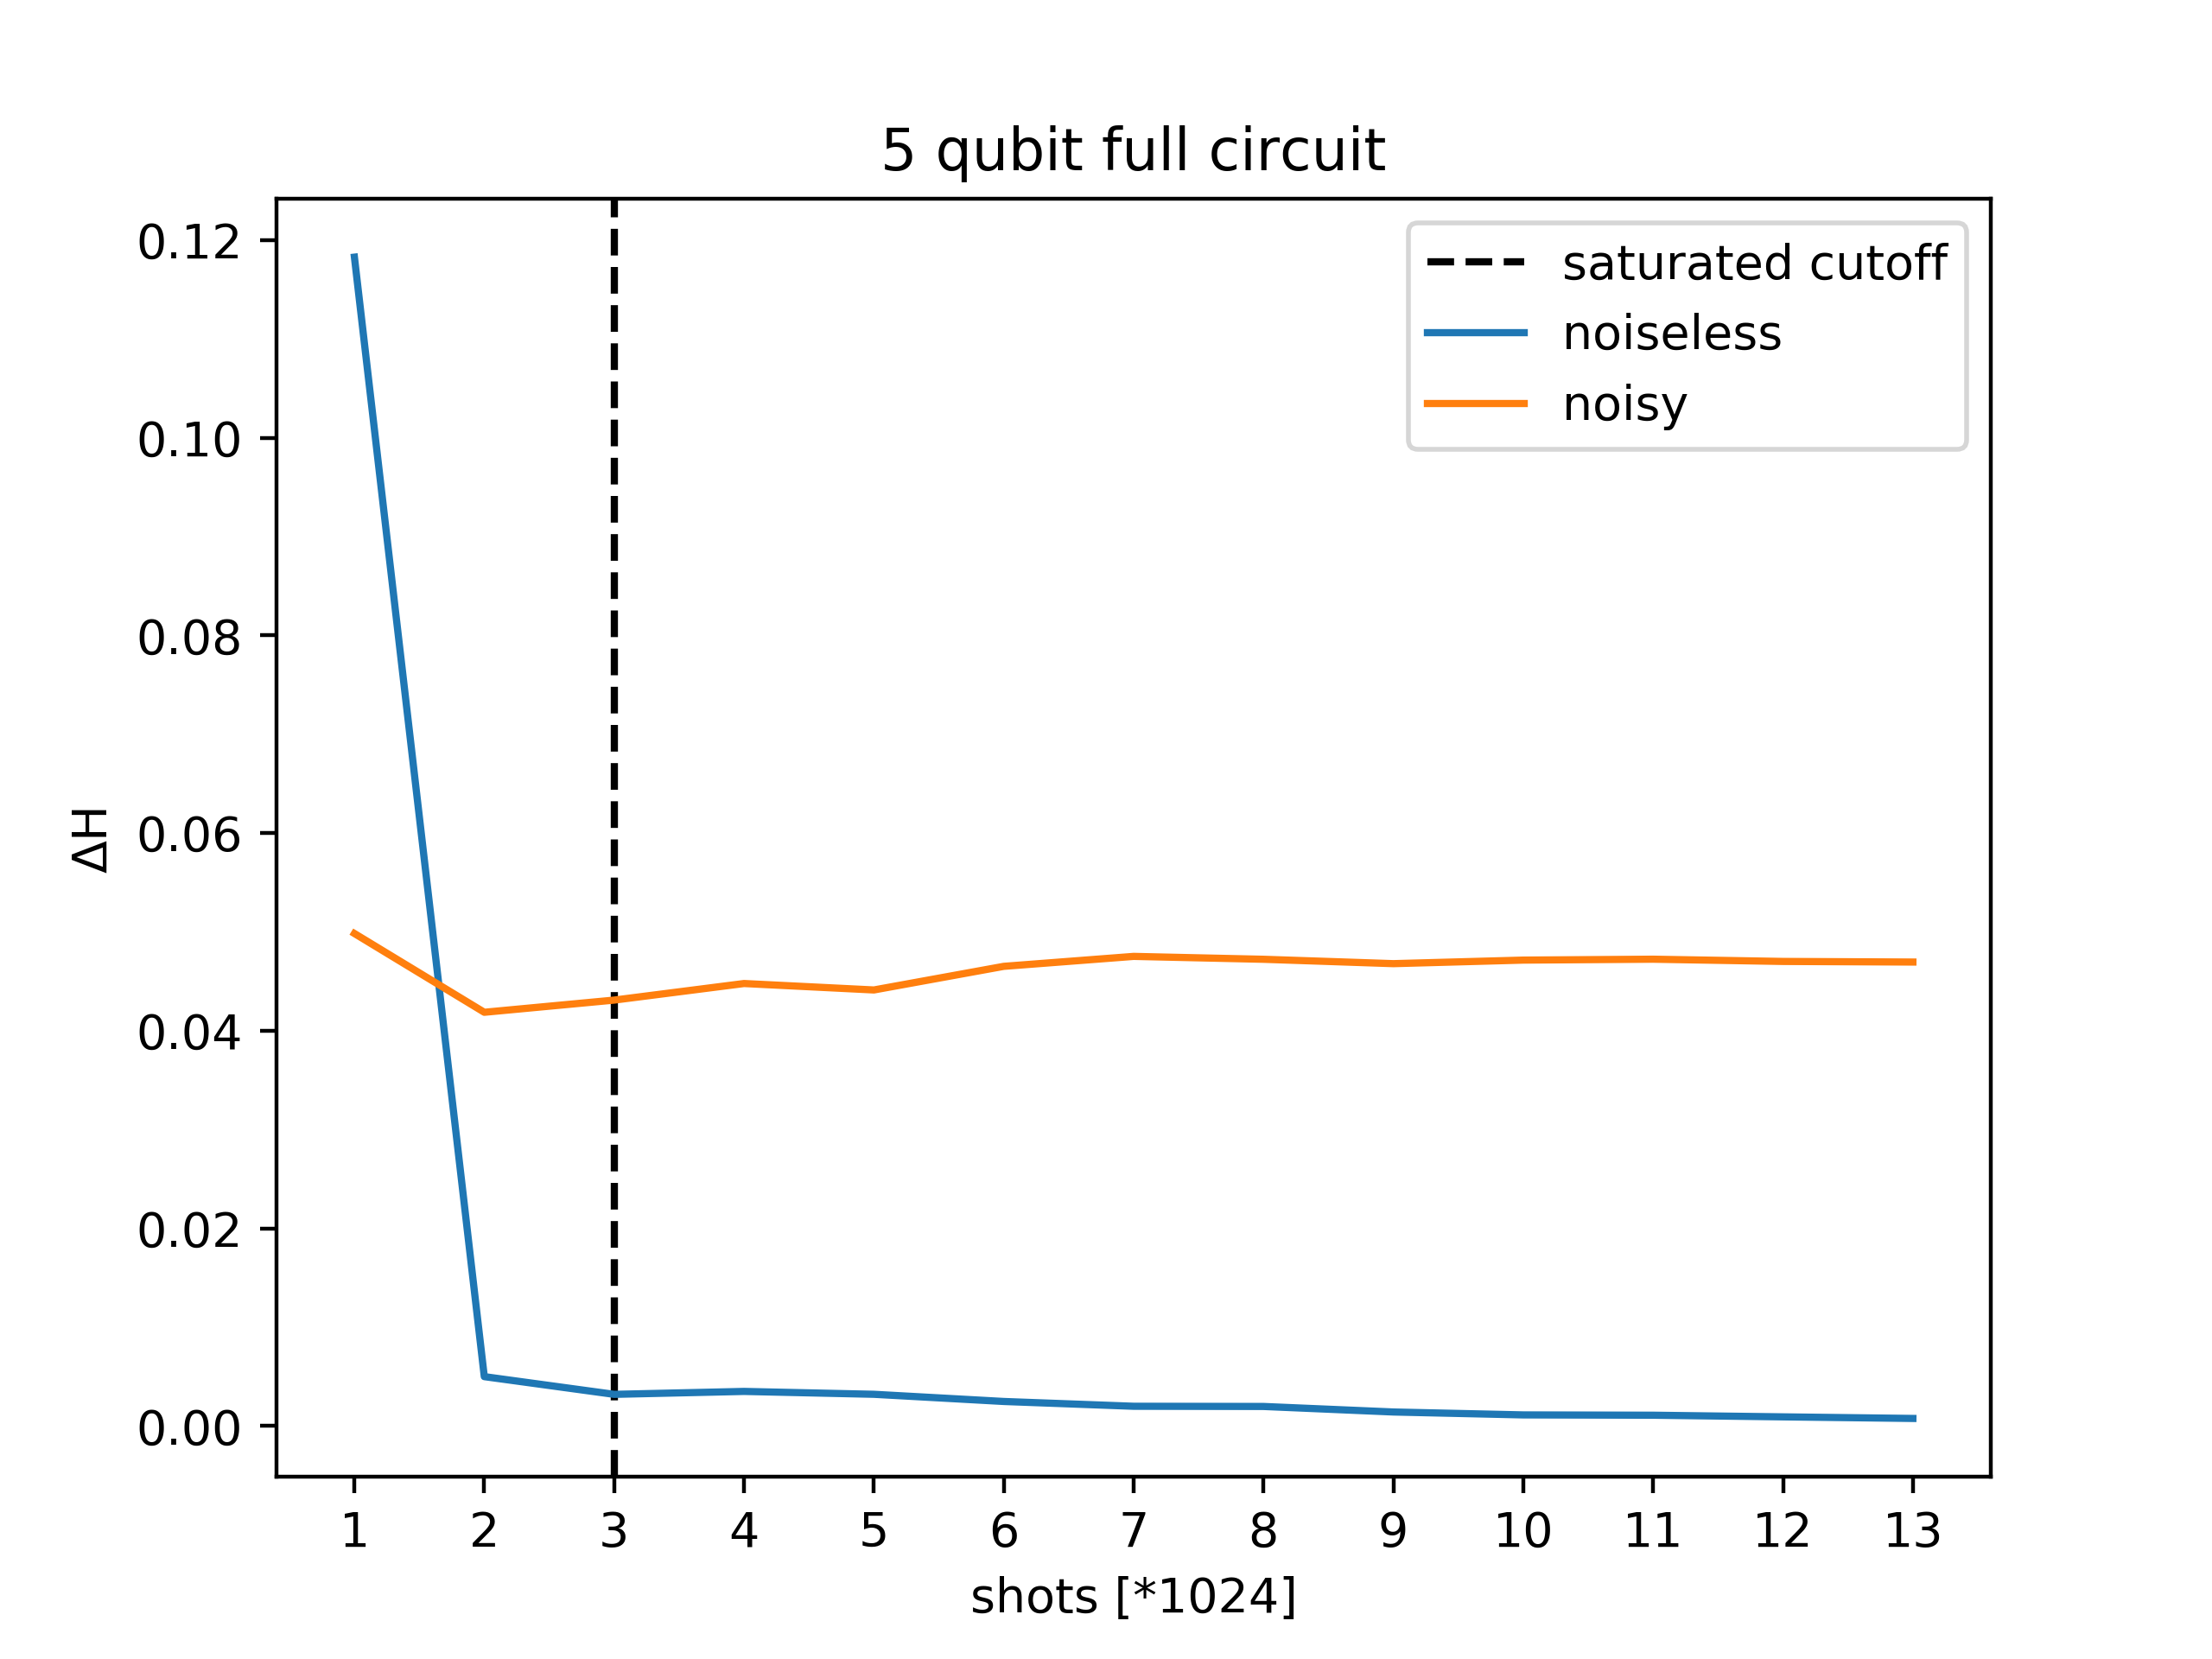 5 qubit full circuit
saturated cutoff
noiseless
noisy
0.12
0.10
0.08
0.06
0.04
0.02
0.00
ΔH
1 2 3 4 5 6 7 8 9 10 11 12 13
shots [*1024]